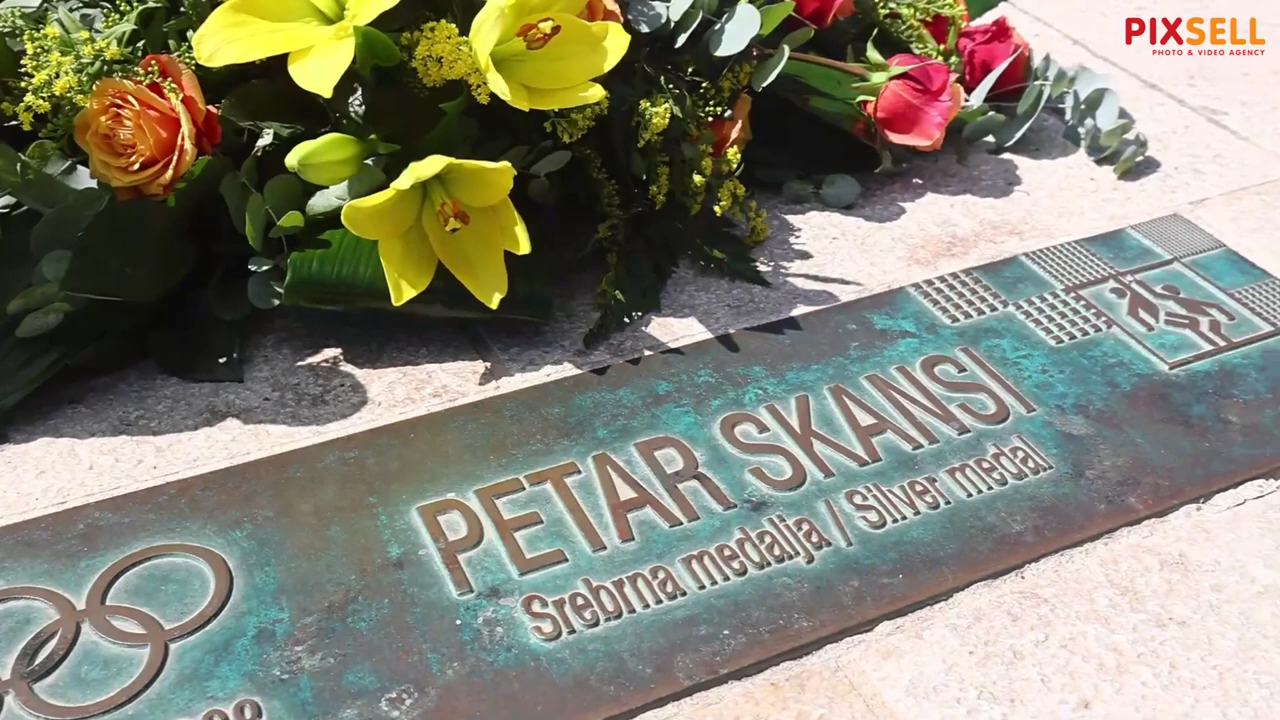 PIXSELL
PHOTO & VIDEO AGENCY
PETAR SKANSI
Srebrna medalja / Silver medal